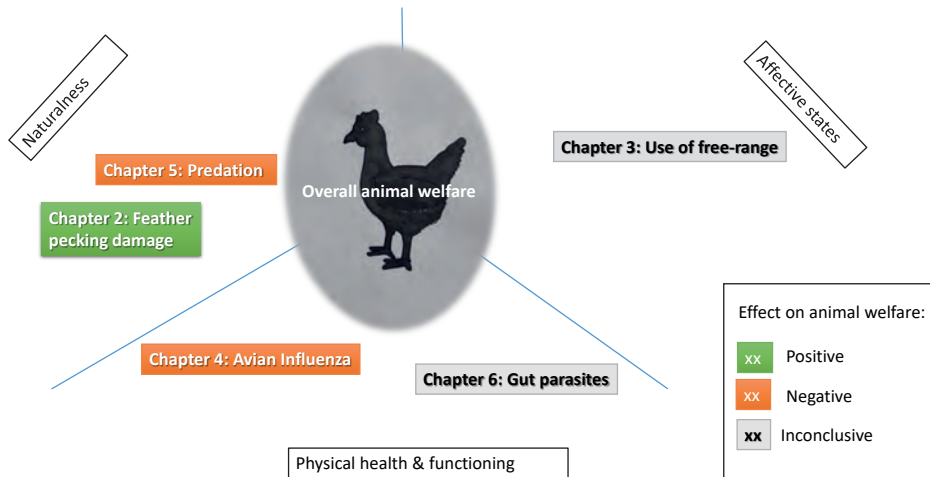 Naturalness
Affective states
Chapter 3: Use of free-range
Chapter 5: Predation
Overall animal welfare
Chapter 2: Feather
pecking damage
Chapter 4: Avian Influenza
Chapter 6: Gut parasites
Physical health & functioning
Effect on animal welfare:
xx Positive
xx Negative
xx Inconclusive